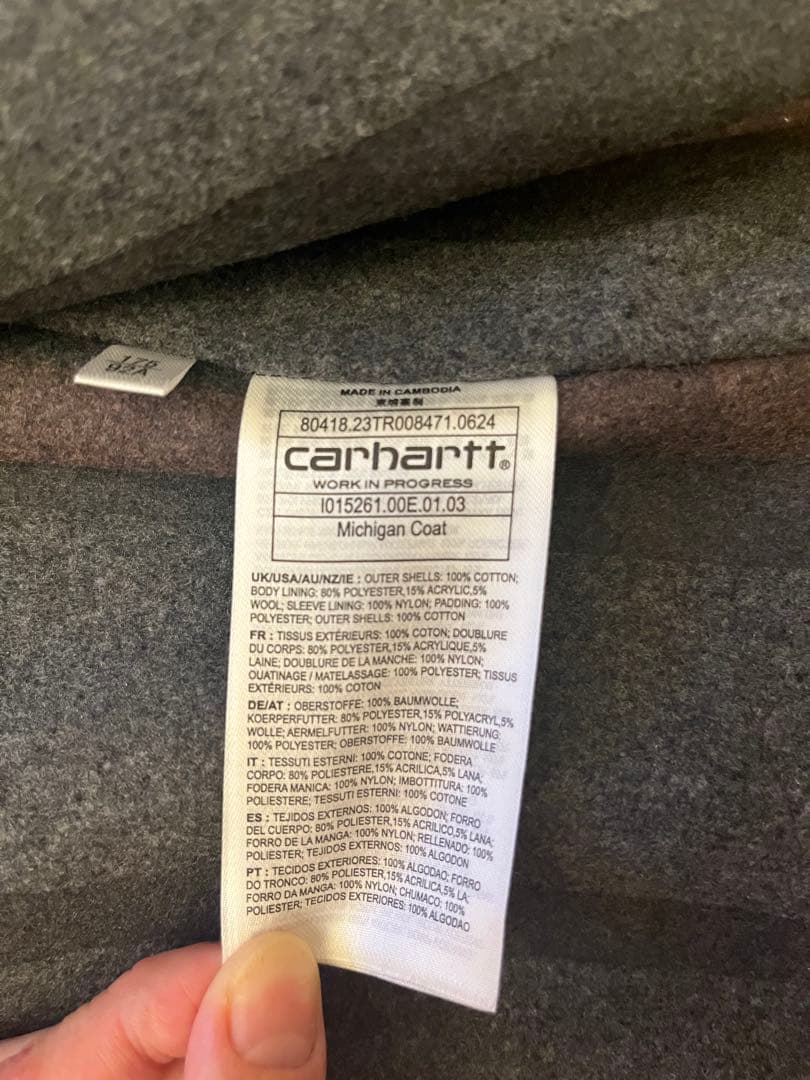 MADE IN CAMBODIA
柬埔寨制
80418.23TR008471.0624
carhartt®
WORK IN PROGRESS
I015261.00E.01.03
Michigan Coat
UK/USA/AU/NZ/IE : OUTER SHELLS: 100% COTTON;
BODY LINING: 80% POLYESTER,15% ACRYLIC,5%
WOOL; SLEEVE LINING: 100% NYLON; PADDING: 100%
POLYESTER; OUTER SHELLS: 100% COTTON
FR : TISSUS EXTÉRIEURS: 100% COTON; DOUBLURE
DU CORPS: 80% POLYESTER,15% ACRYLIQUE,5%
LAINE; DOUBLURE DE LA MANCHE: 100% NYLON;
OUATINAGE / MATELASSAGE: 100% POLYESTER; TISSUS
EXTÉRIEURS: 100% COTON
DE/AT : OBERSTOFFE: 100% BAUMWOLLE;
KOERPERFUTTER: 80% POLYESTER,15% POLYACRYL,5%
WOLLE; AERMELFUTTER: 100% NYLON; WATTIERUNG:
100% POLYESTER; OBERSTOFFE: 100% BAUMWOLLE
IT : TESSUTI ESTERNI: 100% COTONE; FODERA
CORPO: 80% POLIESTERE,15% ACRILICA,5% LANA;
FODERA MANICA: 100% NYLON; IMBOTTITURA: 100%
POLIESTERE; TESSUTI ESTERNI: 100% COTONE
ES : TEJIDOS EXTERNOS: 100% ALGODON; FORRO
DEL CUERPO: 80% POLIESTER,15% ACRILICO,5% LANA;
FORRO DE LA MANGA: 100% NYLON; RELLENADO: 100%
POLIESTER; TEJIDOS EXTERNOS: 100% ALGODON
PT : TECIDOS EXTERIORES: 100% ALGODAO; FORRO
DO TRONCO: 80% POLIESTER,15% ACRILICA,5% LA;
FORRO DA MANGA: 100% NYLON; CHUMACO: 100%
POLIESTER; TECIDOS EXTERIORES: 100% ALGODAO